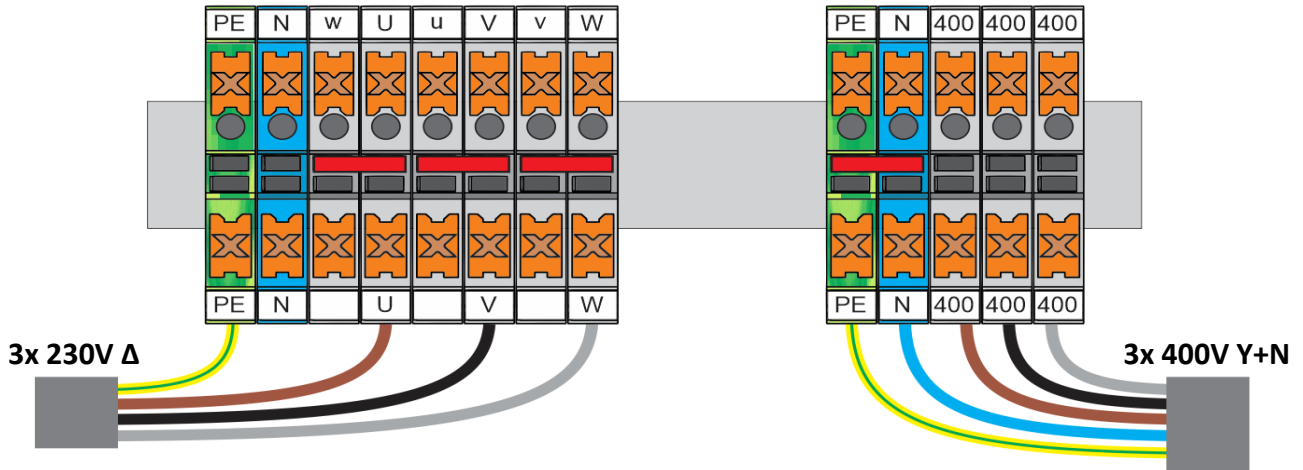 PE N w U u V v W
PE N 400 400 400
PE N U V W
PE N 400 400 400
3x 230V Δ
3x 400V Y+N